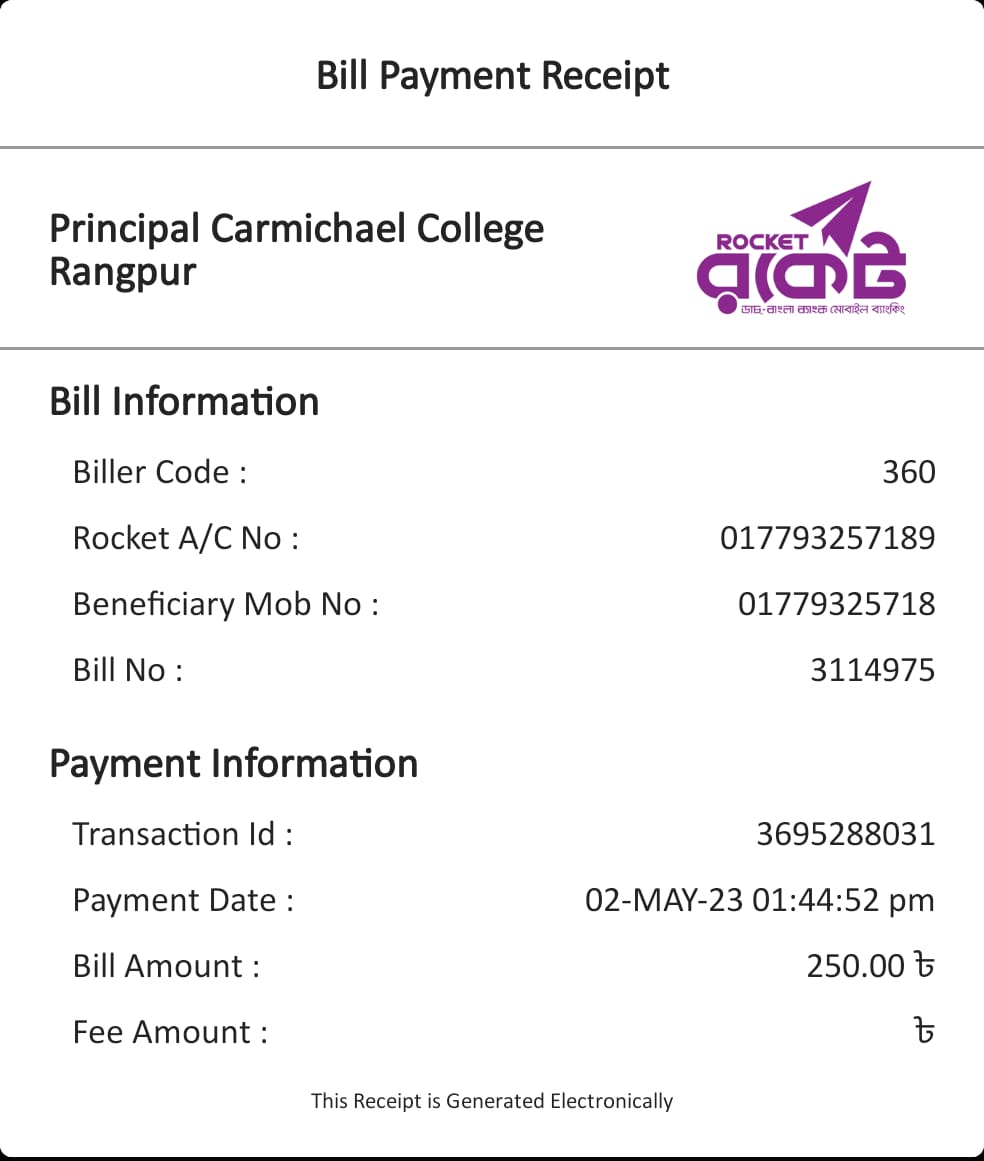 Bill Payment Receipt
Principal Carmichael College
Rangpur
ROCKET
রকেট
ডাচ্-বাংলা ব্যাংক মোবাইল ব্যাংকিং
Bill Information
Biller Code : 360
Rocket A/C No : 017793257189
Beneficiary Mob No : 01779325718
Bill No : 3114975
Payment Information
Transaction Id : 3695288031
Payment Date : 02-MAY-23 01:44:52 pm
Bill Amount : 250.00 ৳
Fee Amount : ৳
This Receipt is Generated Electronically